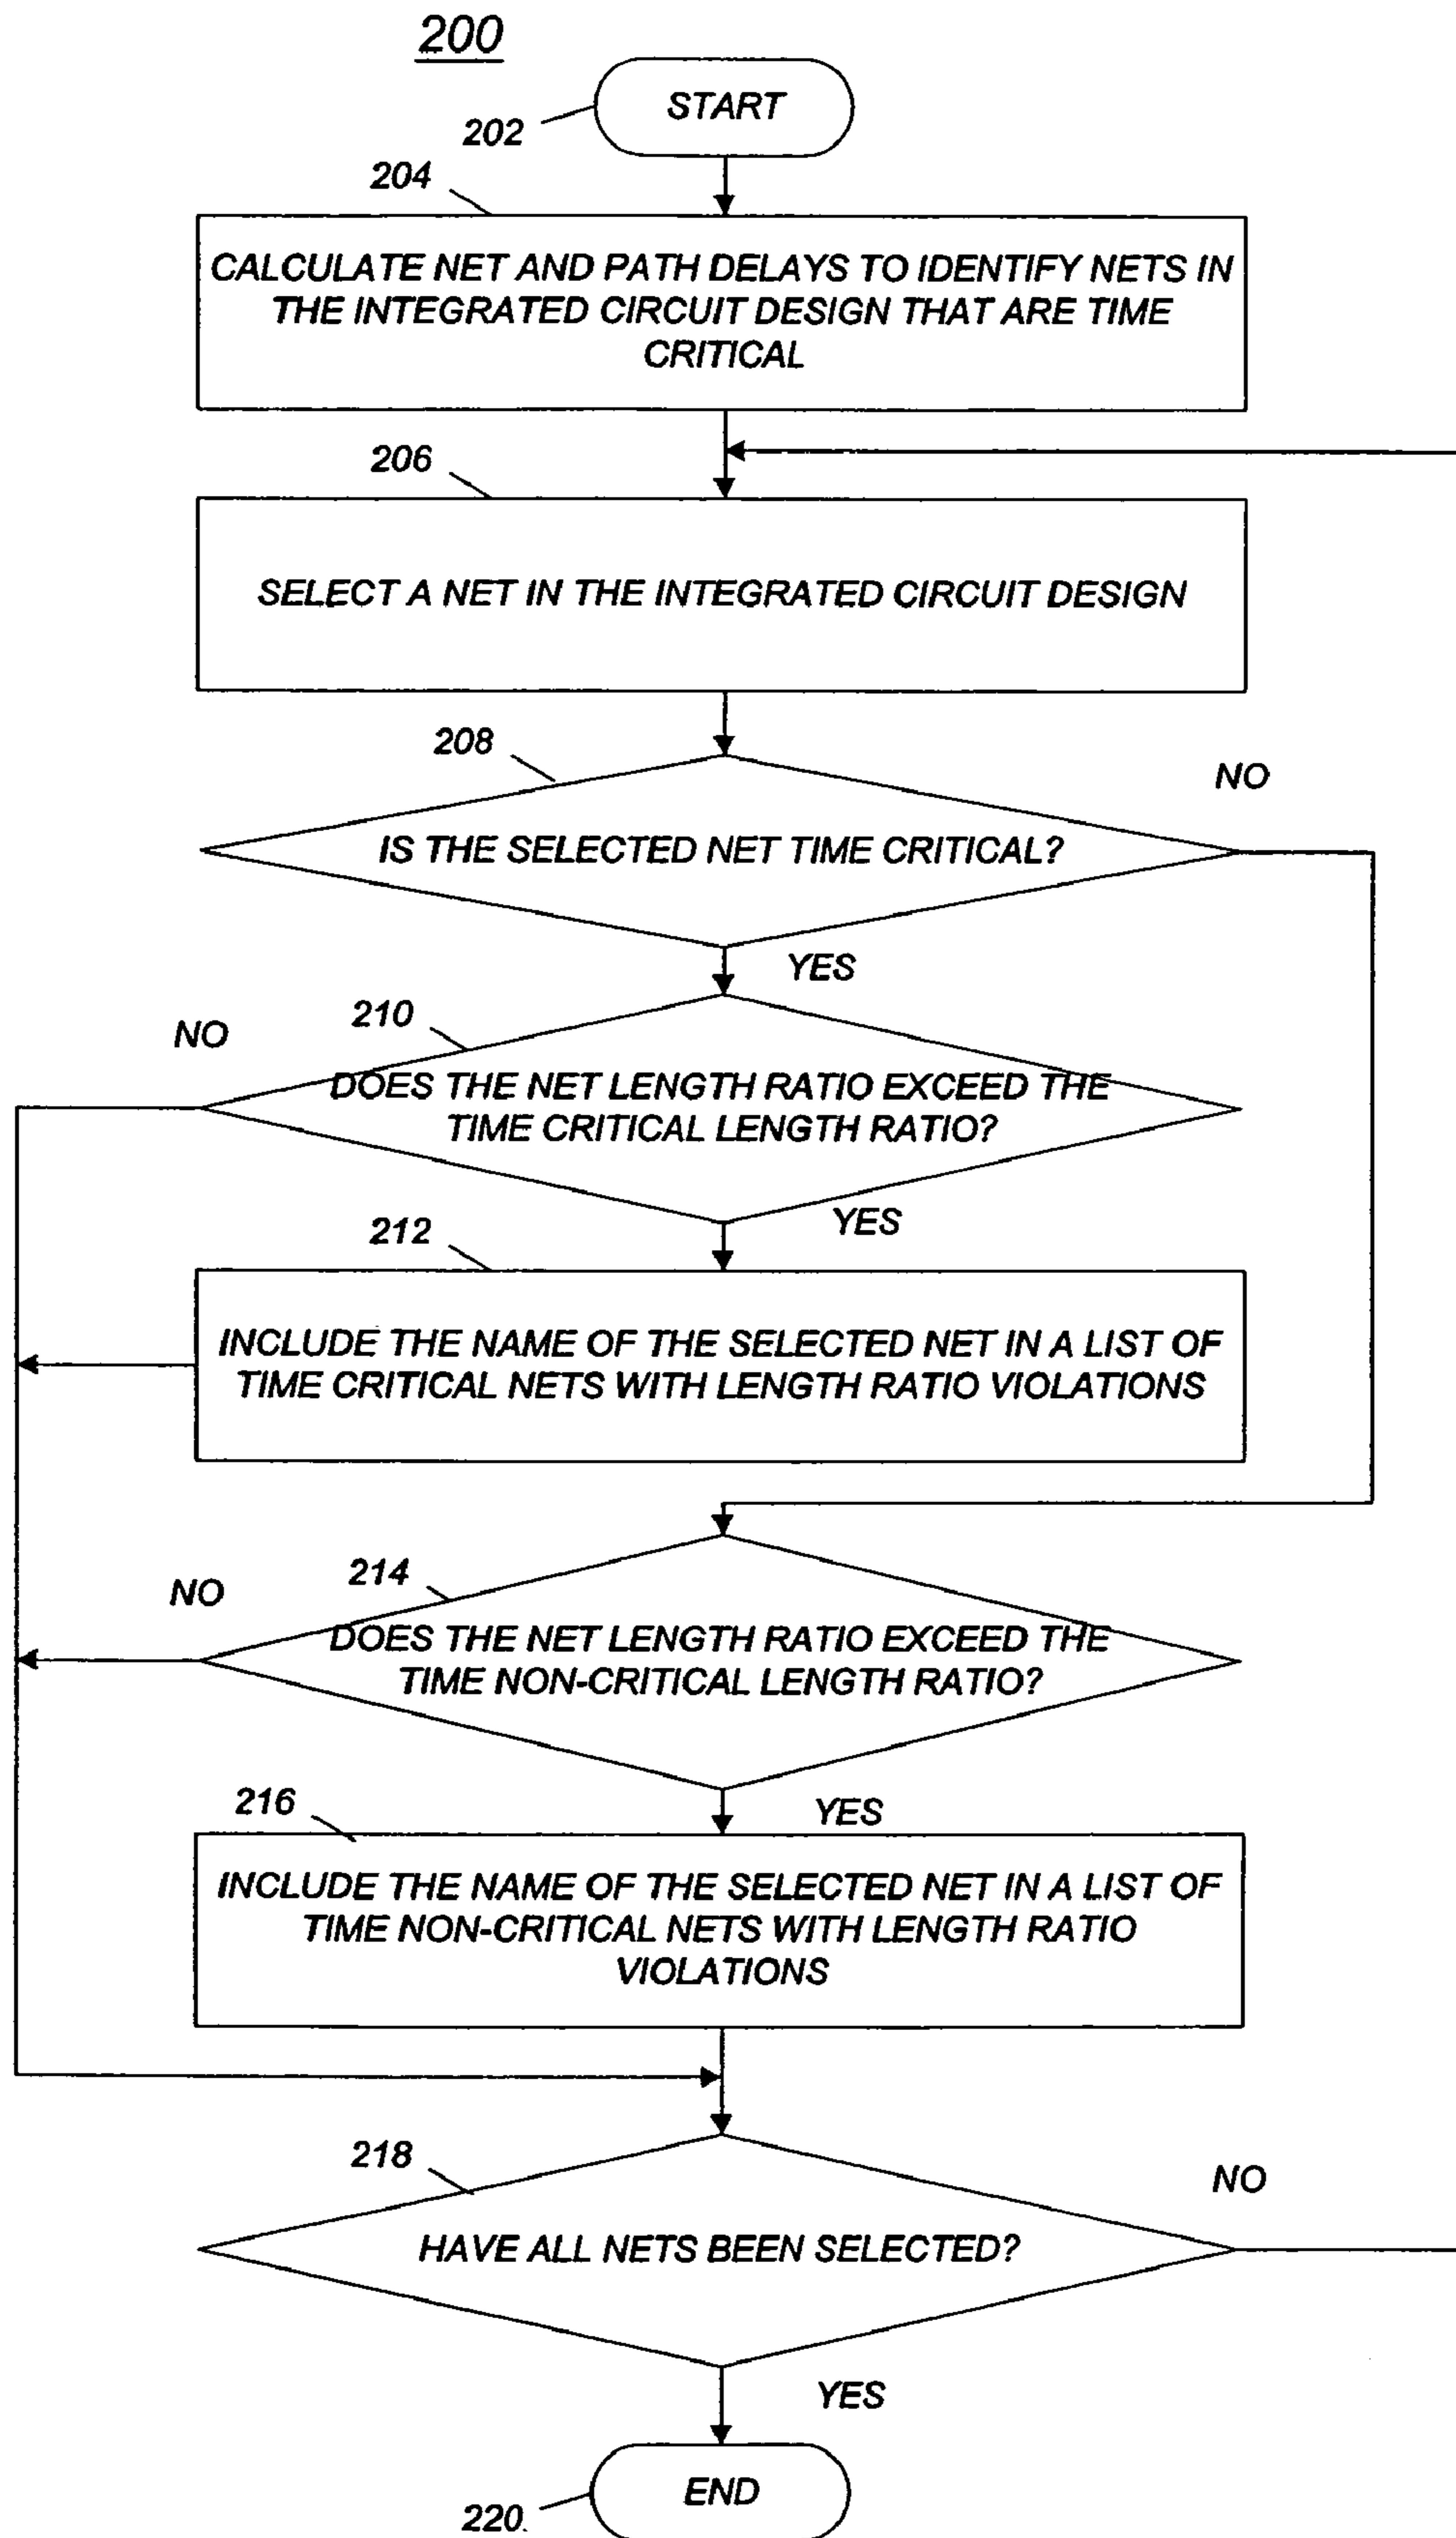 200
START
202
204
CALCULATE NET AND PATH DELAYS TO IDENTIFY NETS IN
THE INTEGRATED CIRCUIT DESIGN THAT ARE TIME
CRITICAL
206
SELECT A NET IN THE INTEGRATED CIRCUIT DESIGN
208
NO
IS THE SELECTED NET TIME CRITICAL?
YES
210
NO
DOES THE NET LENGTH RATIO EXCEED THE
TIME CRITICAL LENGTH RATIO?
YES
212
INCLUDE THE NAME OF THE SELECTED NET IN A LIST OF
TIME CRITICAL NETS WITH LENGTH RATIO VIOLATIONS
214
NO
DOES THE NET LENGTH RATIO EXCEED THE
TIME NON-CRITICAL LENGTH RATIO?
YES
216
INCLUDE THE NAME OF THE SELECTED NET IN A LIST OF
TIME NON-CRITICAL NETS WITH LENGTH RATIO
VIOLATIONS
218
NO
HAVE ALL NETS BEEN SELECTED?
YES
END
220